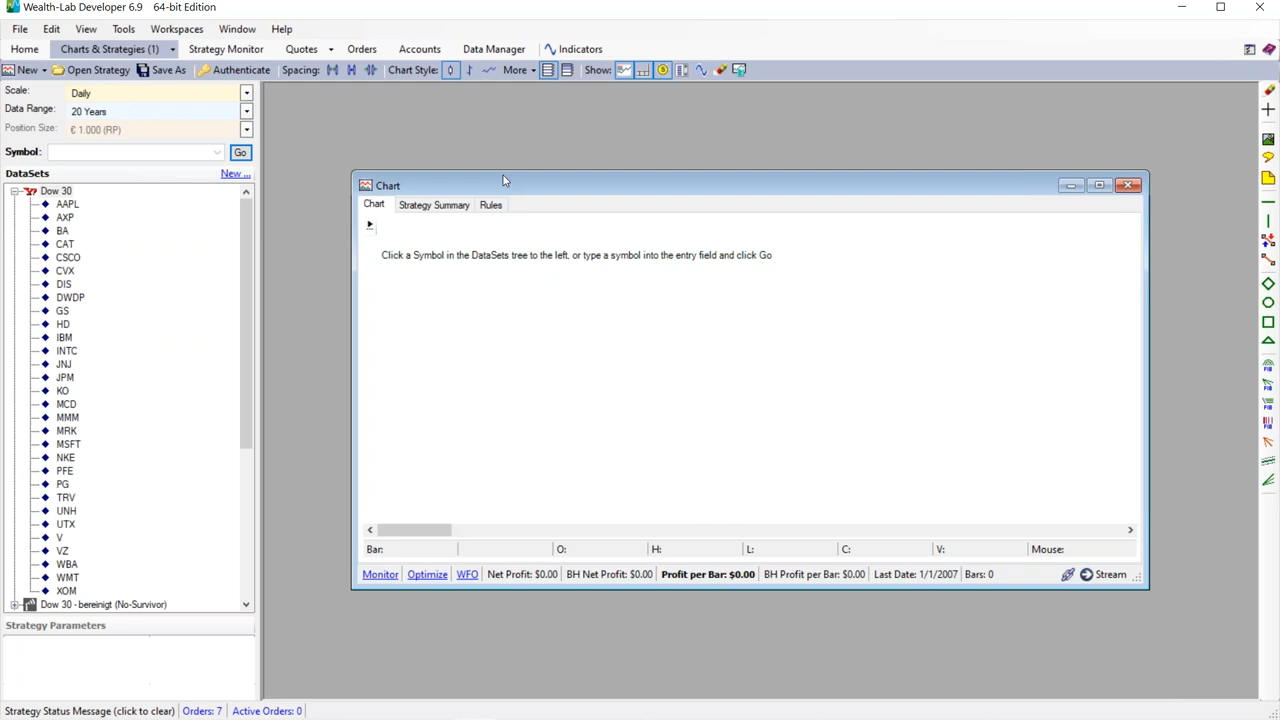 Wealth-Lab Developer 6.9 64-bit Edition
File Edit View Tools Workspaces Window Help
Home Charts & Strategies (1) Strategy Monitor Quotes Orders Accounts Data Manager Indicators
New Open Strategy Save As Authenticate Spacing: Chart Style: More Show:
Scale: Daily
Data Range: 20 Years
Position Size: € 1.000 (RP)
Symbol: Go
DataSets New ...
Dow 30
AAPL
AXP
BA
CAT
CSCO
CVX
DIS
DWDP
GS
HD
IBM
INTC
JNJ
JPM
KO
MCD
MMM
MRK
MSFT
NKE
PFE
PG
TRV
UNH
UTX
V
VZ
WBA
WMT
XOM
Dow 30 - bereinigt (No-Survivor)
Strategy Parameters
Chart
Chart Strategy Summary Rules
Click a Symbol in the DataSets tree to the left, or type a symbol into the entry field and click Go
Bar: O: H: L: C: V: Mouse:
Monitor Optimize WFO Net Profit: $0.00 BH Net Profit: $0.00 Profit per Bar: $0.00 BH Profit per Bar: $0.00 Last Date: 1/1/2007 Bars: 0 Stream
FIB
FIB
FIB
FIB
Strategy Status Message (click to clear) Orders: 7 Active Orders: 0